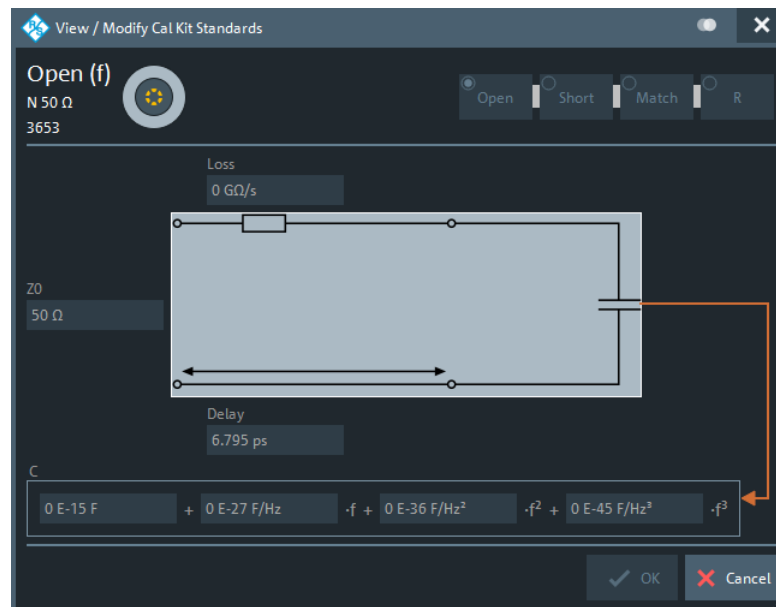 View / Modify Cal Kit Standards
Open (f)
N 50 Ω
3653
Open
Short
Match
R
Loss
0 GΩ/s
Z0
50 Ω
Delay
6.795 ps
C
0 E-15 F + 0 E-27 F/Hz ·f + 0 E-36 F/Hz² ·f² + 0 E-45 F/Hz³ ·f³
OK
Cancel